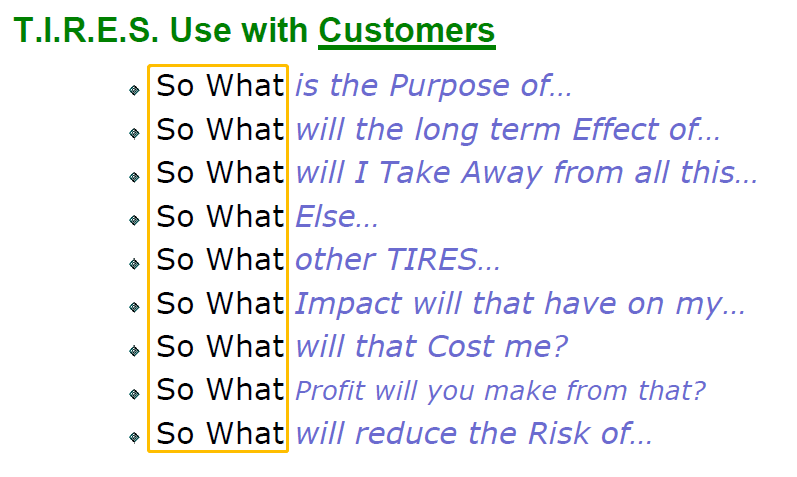 T.I.R.E.S. Use with Customers
So What is the Purpose of...
So What will the long term Effect of...
So What will I Take Away from all this...
So What Else...
So What other TIRES...
So What Impact will that have on my...
So What will that Cost me?
So What Profit will you make from that?
So What will reduce the Risk of...